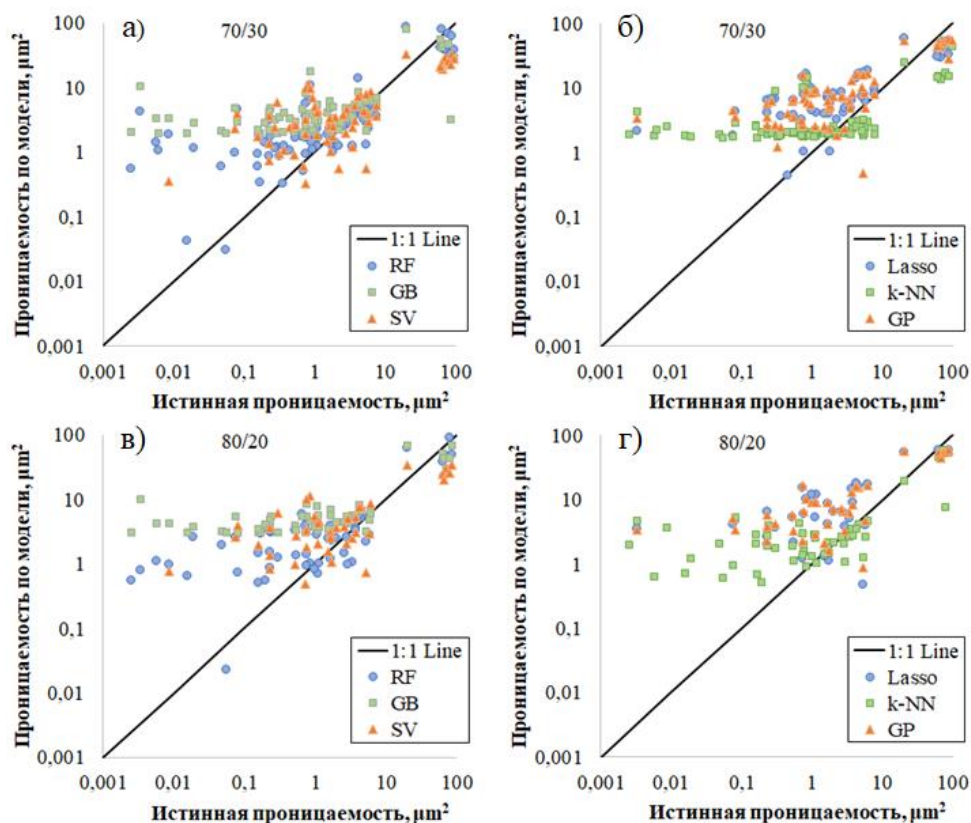 а)
70/30
Проницаемость по модели, μm²
100
10
1
0,1
0,01
0,001
1:1 Line
RF
GB
SV
0,001 0,01 0,1 1 10 100
Истинная проницаемость, μm²
б)
70/30
Проницаемость по модели, μm²
100
10
1
0,1
0,01
0,001
1:1 Line
Lasso
k-NN
GP
0,001 0,01 0,1 1 10 100
Истинная проницаемость, μm²
в)
80/20
Проницаемость по модели, μm²
100
10
1
0,1
0,01
0,001
1:1 Line
RF
GB
SV
0,001 0,01 0,1 1 10 100
Истинная проницаемость, μm²
г)
80/20
Проницаемость по модели, μm²
100
10
1
0,1
0,01
0,001
1:1 Line
Lasso
k-NN
GP
0,001 0,01 0,1 1 10 100
Истинная проницаемость, μm²